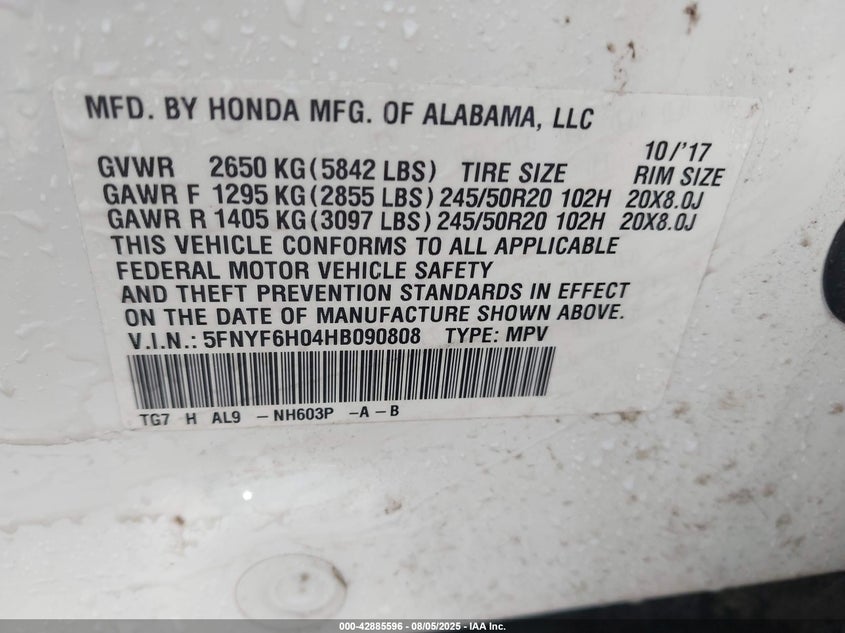 MFD. BY HONDA MFG. OF ALABAMA, LLC
10/'17
GVWR 2650 KG (5842 LBS) TIRE SIZE RIM SIZE
GAWR F 1295 KG (2855 LBS) 245/50R20 102H 20X8.0J
GAWR R 1405 KG (3097 LBS) 245/50R20 102H 20X8.0J
THIS VEHICLE CONFORMS TO ALL APPLICABLE
FEDERAL MOTOR VEHICLE SAFETY
AND THEFT PREVENTION STANDARDS IN EFFECT
ON THE DATE OF MANUFACTURE SHOWN ABOVE.
V.I.N.: 5FNYF6H04HB090808 TYPE: MPV
TG7 H AL9 – NH603P –A – B
000-42885596 - 08/05/2025 - IAA Inc.